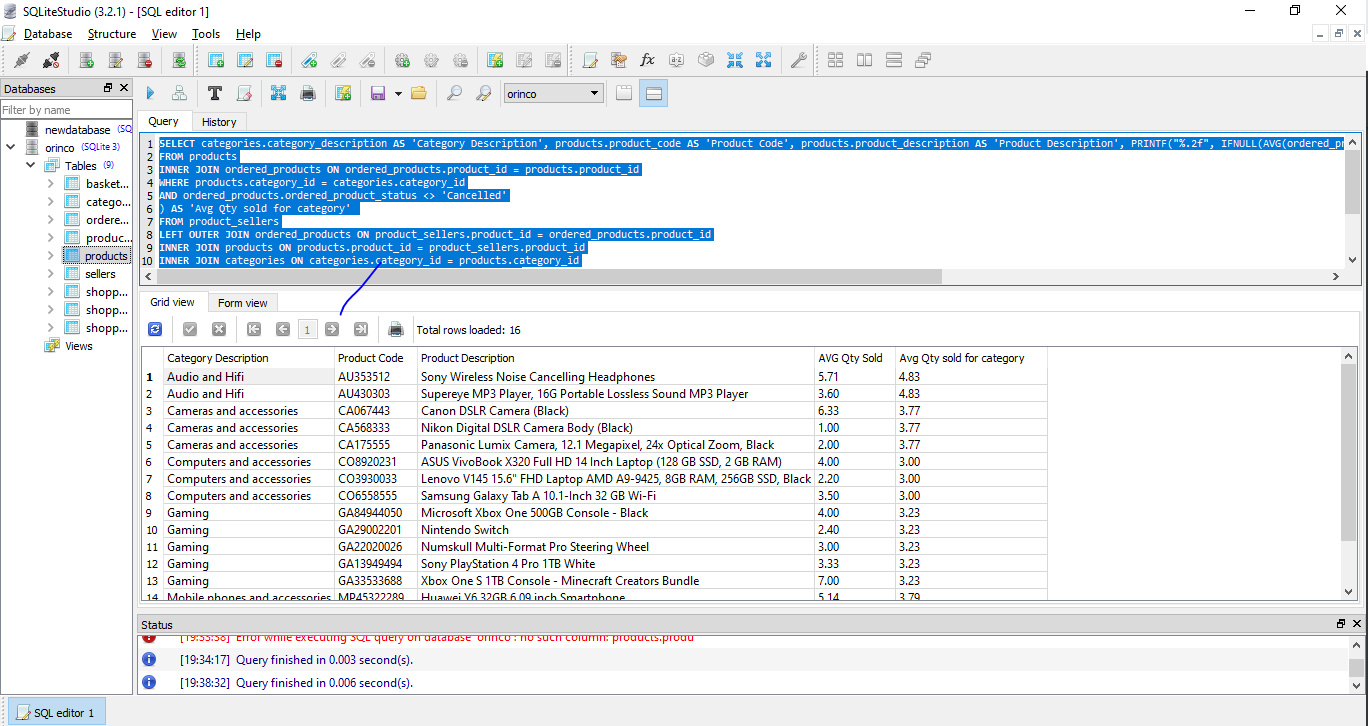 SQLiteStudio (3.2.1) - [SQL editor 1]
Database Structure View Tools Help
Databases
Filter by name
newdatabase (SQ
orinco (SQLite 3)
Tables (9)
basket...
catego...
ordere...
produc...
products
sellers
shopp...
shopp...
shopp...
Views
orinco
Query History
1 SELECT categories.category_description AS 'Category Description', products.product_code AS 'Product Code', products.product_description AS 'Product Description', PRINTF("%.2f", IFNULL(AVG(ordered_pr
2 FROM products
3 INNER JOIN ordered_products ON ordered_products.product_id = products.product_id
4 WHERE products.category_id = categories.category_id
5 AND ordered_products.ordered_product_status <> 'Cancelled'
6 ) AS 'Avg Qty sold for category'
7 FROM product_sellers
8 LEFT OUTER JOIN ordered_products ON product_sellers.product_id = ordered_products.product_id
9 INNER JOIN products ON products.product_id = product_sellers.product_id
10 INNER JOIN categories ON categories.category_id = products.category_id
Grid view Form view
1 Total rows loaded: 16
Category Description Product Code Product Description AVG Qty Sold Avg Qty sold for category
1 Audio and Hifi AU353512 Sony Wireless Noise Cancelling Headphones 5.71 4.83
2 Audio and Hifi AU430303 Supereye MP3 Player, 16G Portable Lossless Sound MP3 Player 3.60 4.83
3 Cameras and accessories CA067443 Canon DSLR Camera (Black) 6.33 3.77
4 Cameras and accessories CA568333 Nikon Digital DSLR Camera Body (Black) 1.00 3.77
5 Cameras and accessories CA175555 Panasonic Lumix Camera, 12.1 Megapixel, 24x Optical Zoom, Black 2.00 3.77
6 Computers and accessories CO8920231 ASUS VivoBook X320 Full HD 14 Inch Laptop (128 GB SSD, 2 GB RAM) 4.00 3.00
7 Computers and accessories CO3930033 Lenovo V145 15.6" FHD Laptop AMD A9-9425, 8GB RAM, 256GB SSD, Black 2.20 3.00
8 Computers and accessories CO6558555 Samsung Galaxy Tab A 10.1-Inch 32 GB Wi-Fi 3.50 3.00
9 Gaming GA84944050 Microsoft Xbox One 500GB Console - Black 4.00 3.23
10 Gaming GA29002201 Nintendo Switch 2.40 3.23
11 Gaming GA22020026 Numskull Multi-Format Pro Steering Wheel 3.00 3.23
12 Gaming GA13949494 Sony PlayStation 4 Pro 1TB White 3.33 3.23
13 Gaming GA33533688 Xbox One S 1TB Console - Minecraft Creators Bundle 7.00 3.23
14 Mobile phones and accessories MP45322289 Huawei Y6 32GB 6.09 inch Smartphone 5.14 3.79
Status
[19:33:58] Error while executing SQL query on database 'orinco': no such column: products.produ
[19:34:17] Query finished in 0.003 second(s).
[19:38:32] Query finished in 0.006 second(s).
SQL editor 1